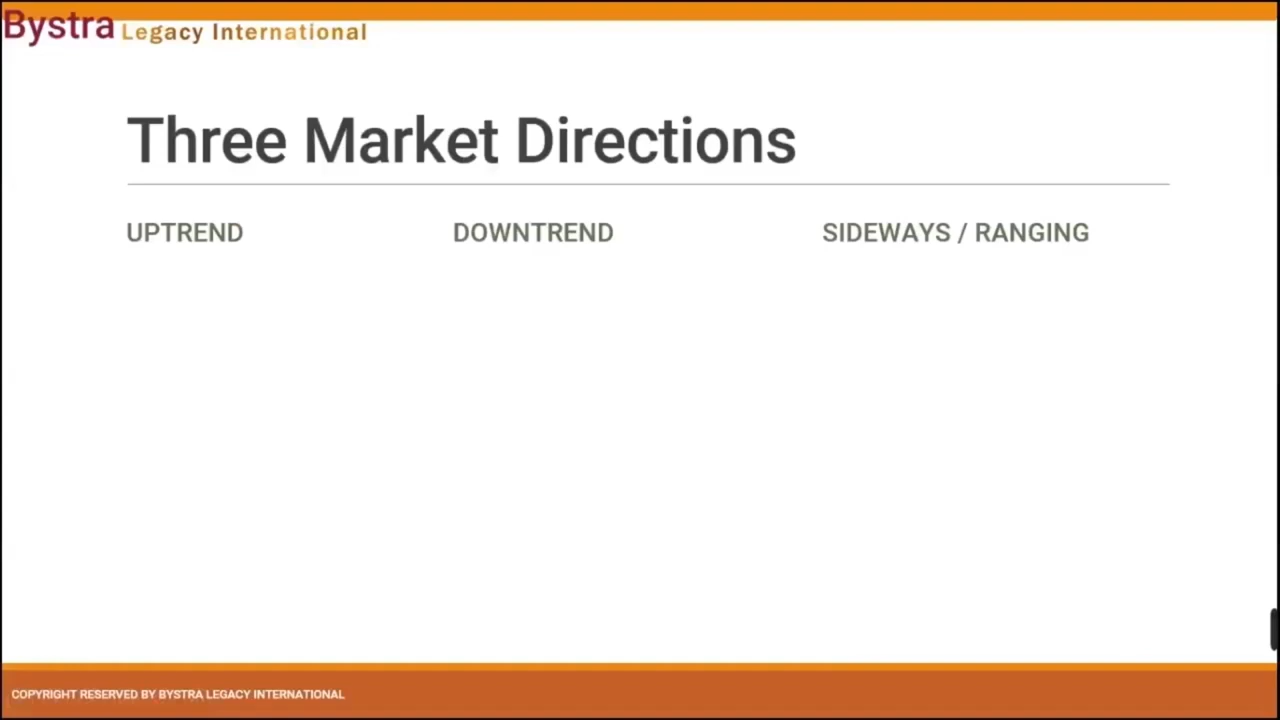 Bystra Legacy International
Three Market Directions
UPTREND DOWNTREND SIDEWAYS / RANGING
COPYRIGHT RESERVED BY BYSTRA LEGACY INTERNATIONAL